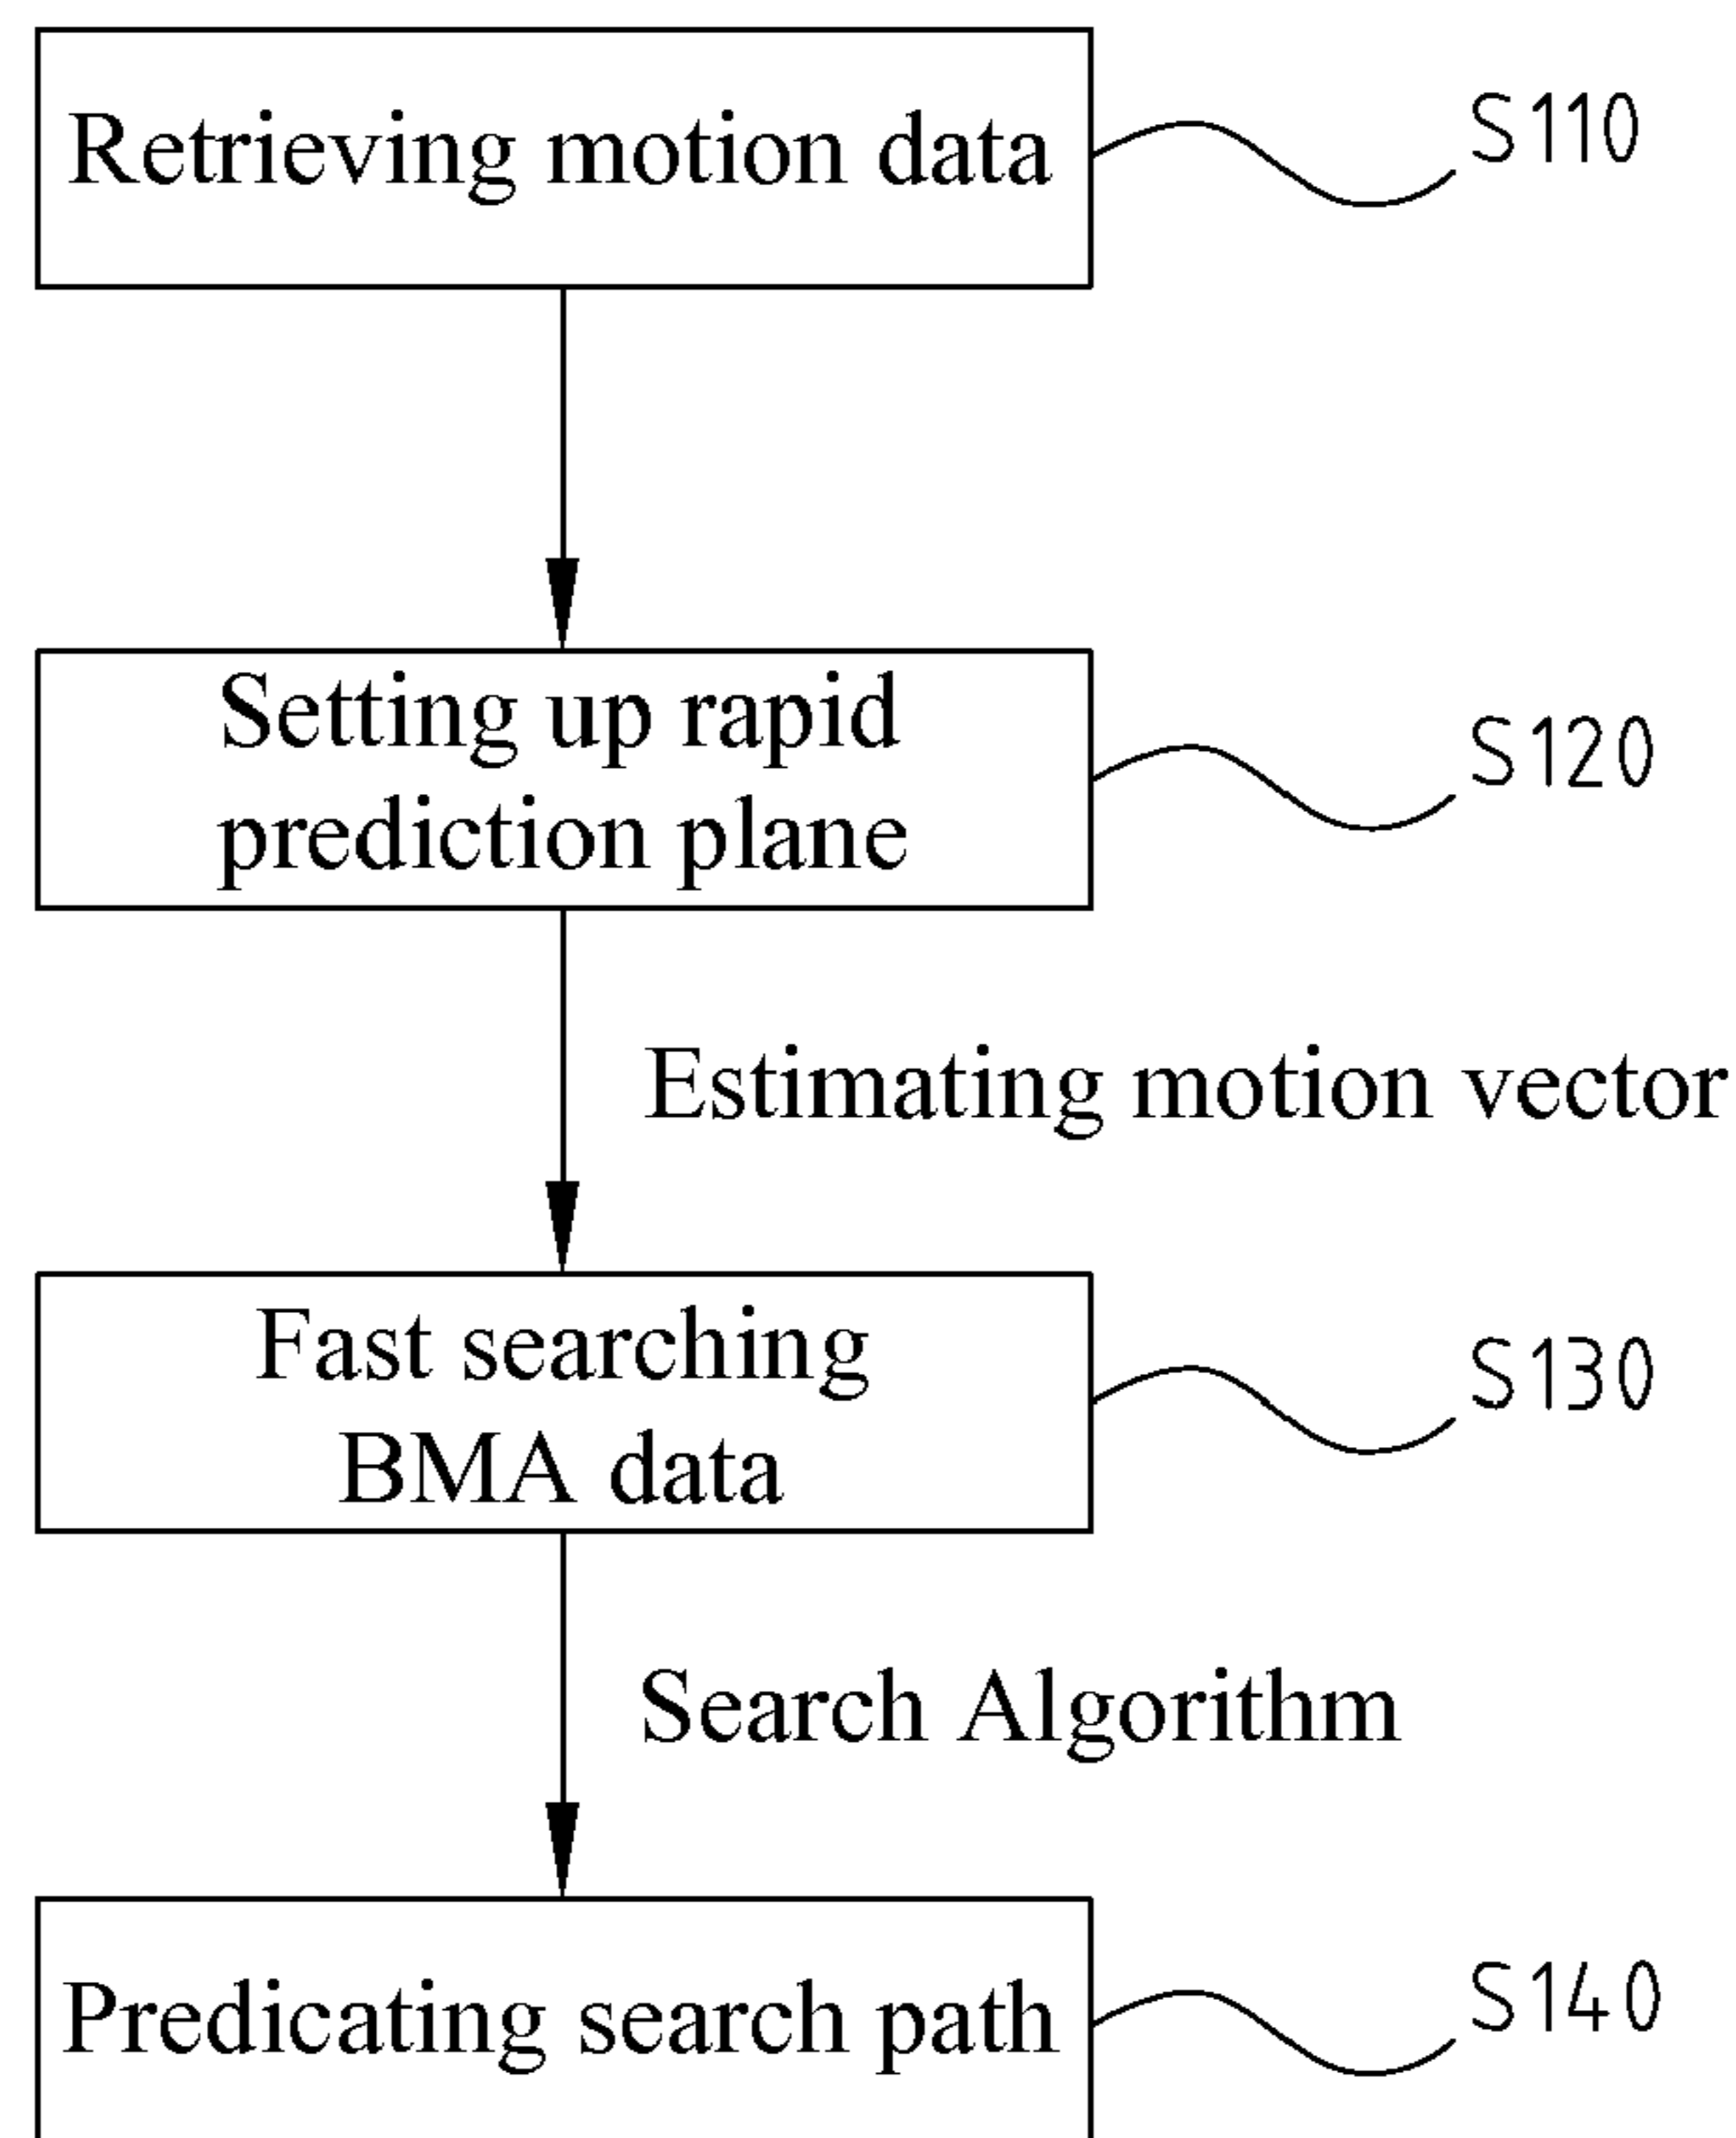 Retrieving motion data
S110
Setting up rapid
prediction plane
S120
Estimating motion vector
Fast searching
BMA data
S130
Search Algorithm
Predicating search path
S140